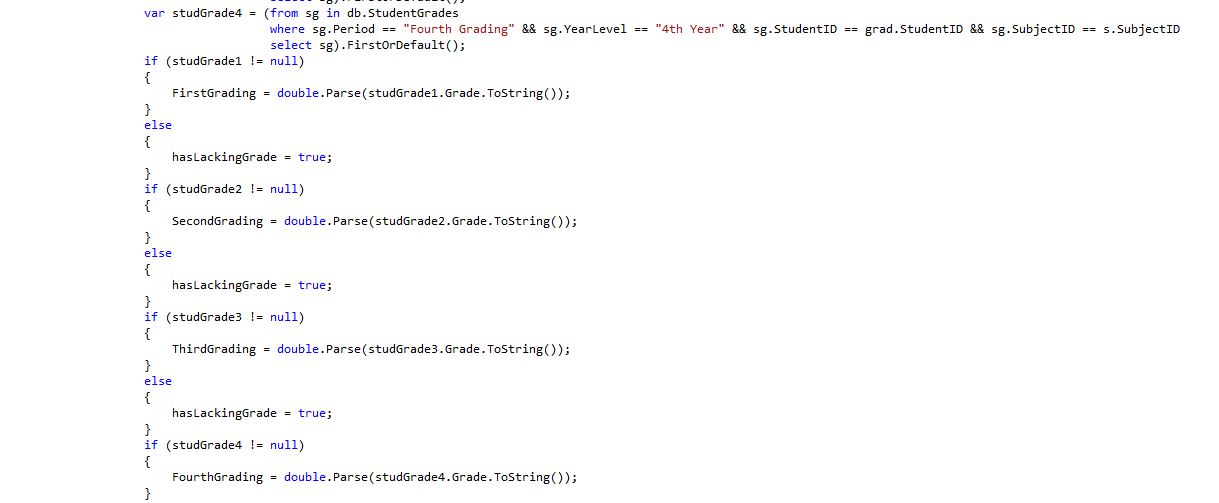 var studGrade4 = (from sg in db.StudentGrades
where sg.Period == "Fourth Grading" && sg.YearLevel == "4th Year" && sg.StudentID == grad.StudentID && sg.SubjectID == s.SubjectID
select sg).FirstOrDefault();
if (studGrade1 != null)
{
FirstGrading = double.Parse(studGrade1.Grade.ToString());
}
else
{
hasLackingGrade = true;
}
if (studGrade2 != null)
{
SecondGrading = double.Parse(studGrade2.Grade.ToString());
}
else
{
hasLackingGrade = true;
}
if (studGrade3 != null)
{
ThirdGrading = double.Parse(studGrade3.Grade.ToString());
}
else
{
hasLackingGrade = true;
}
if (studGrade4 != null)
{
FourthGrading = double.Parse(studGrade4.Grade.ToString());
}